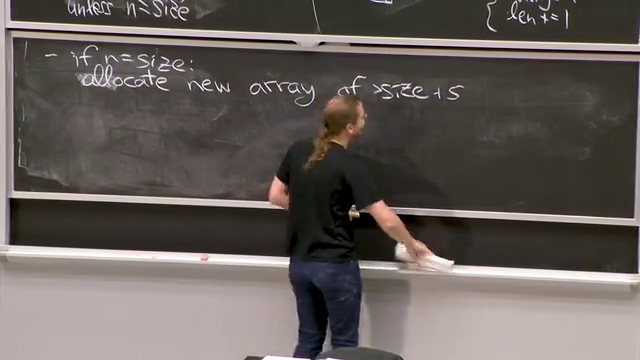 unless n=size
len += 1
- if n=size:
allocate new array of >size+5